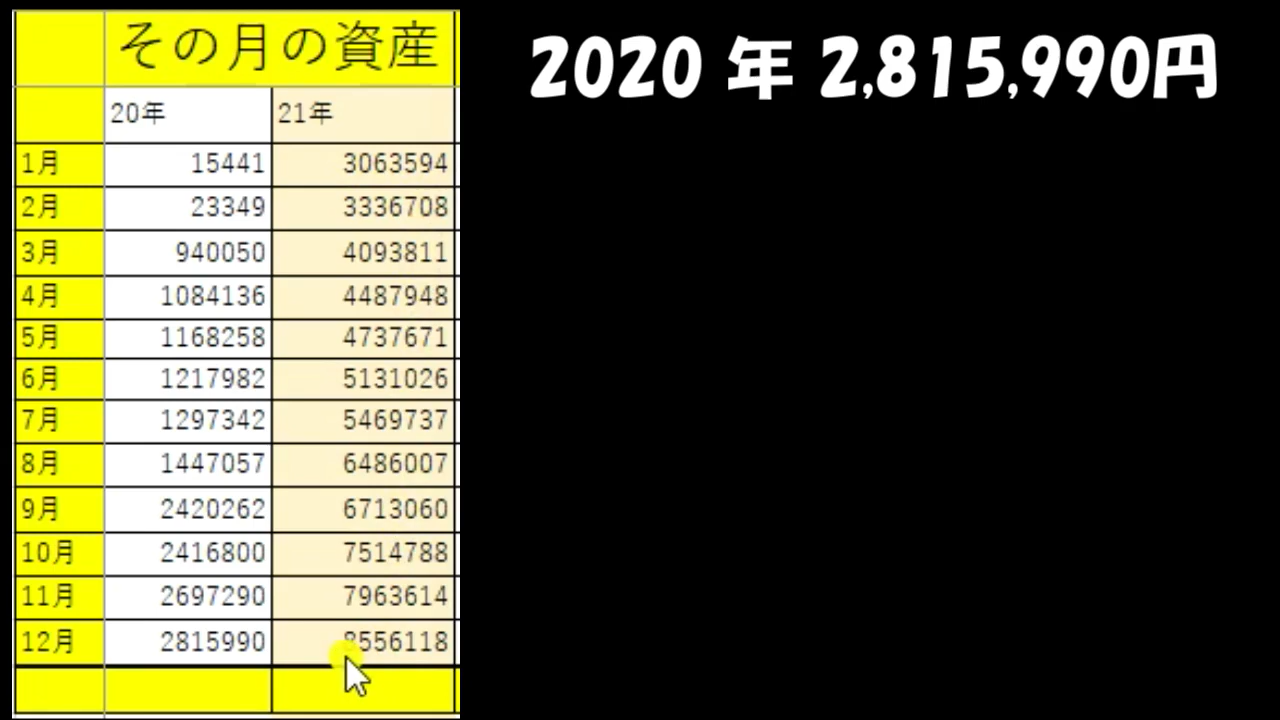 その月の資産
20年 21年
1月 15441 3063594
2月 23349 3336708
3月 940050 4093811
4月 1084136 4487948
5月 1168258 4737671
6月 1217982 5131026
7月 1297342 5469737
8月 1447057 6486007
9月 2420262 6713060
10月 2416800 7514788
11月 2697290 7963614
12月 2815990 8556118
2020 年 2,815,990円